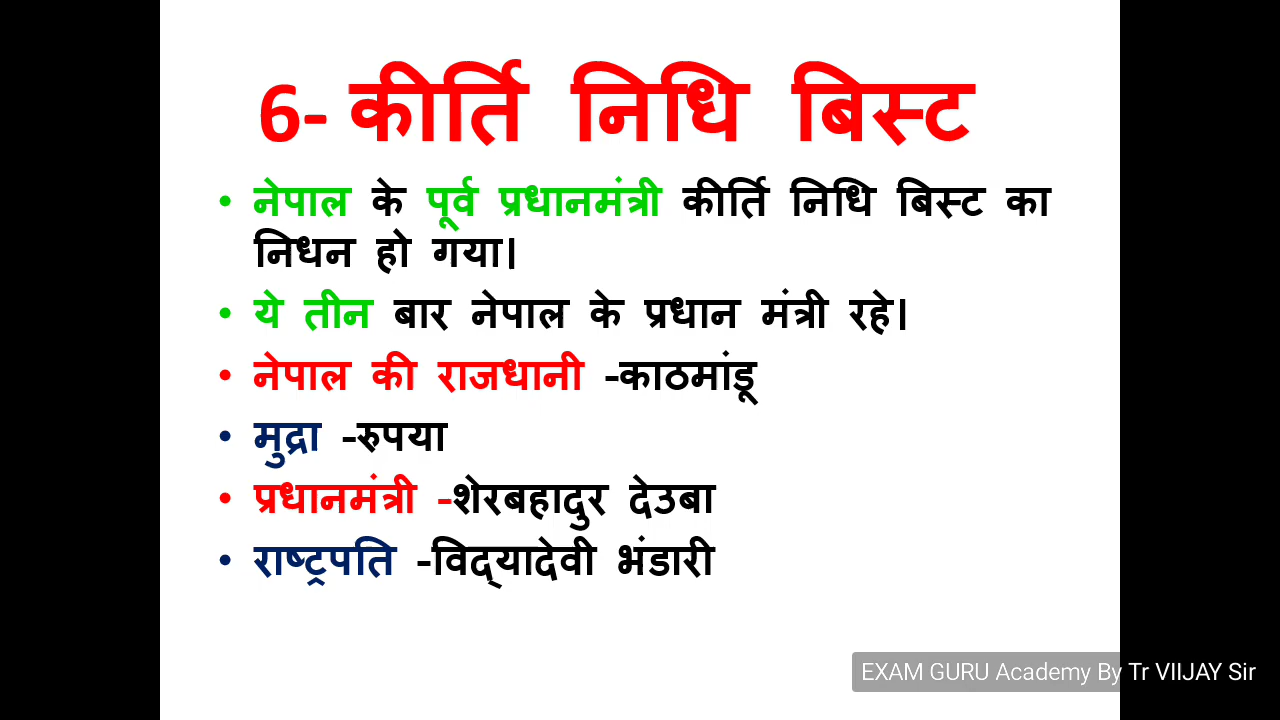 6- कीर्ति निधि बिस्ट
• नेपाल के पूर्व प्रधानमंत्री कीर्ति निधि बिस्ट का
निधन हो गया।
• ये तीन बार नेपाल के प्रधान मंत्री रहे।
• नेपाल की राजधानी -काठमांडू
• मुद्रा -रुपया
• प्रधानमंत्री -शेरबहादुर देउबा
• राष्ट्रपति -विद्यादेवी भंडारी
EXAM GURU Academy By Tr VIIJAY Sir